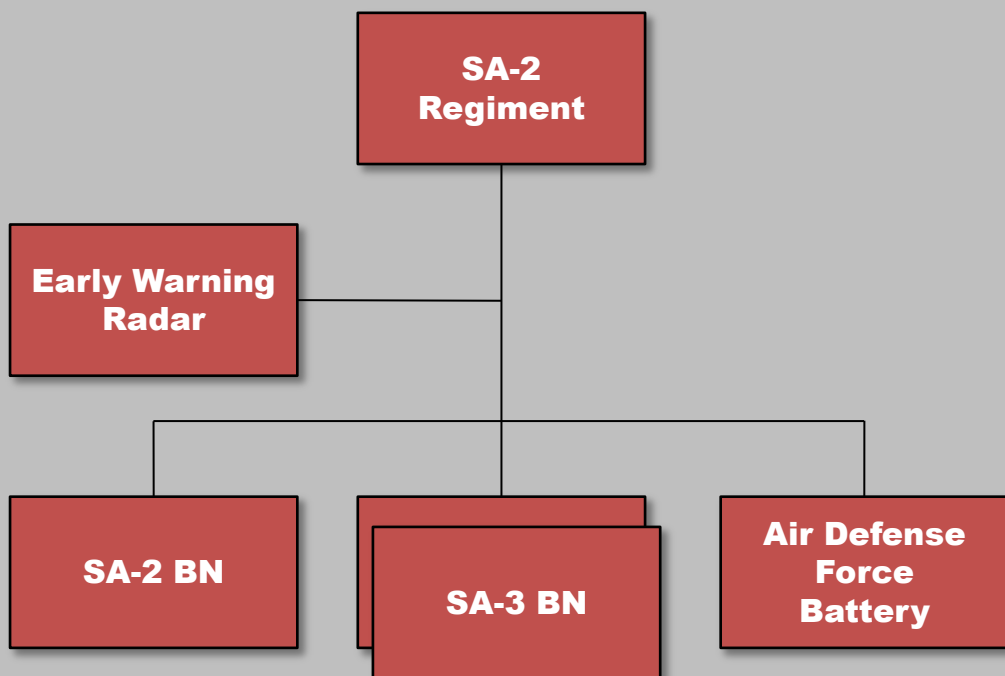 SA-2
Regiment
Early Warning
Radar
SA-2 BN
SA-3 BN
Air Defense
Force
Battery